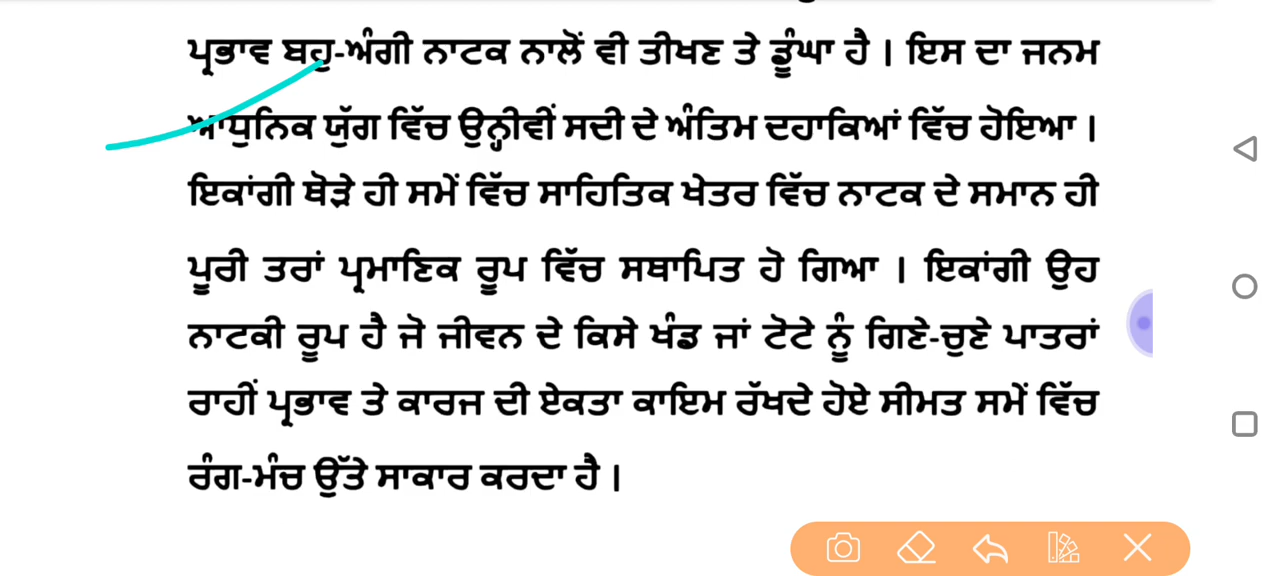 ਪ੍ਰਭਾਵ ਬਹੁ-ਅੰਗੀ ਨਾਟਕ ਨਾਲੋਂ ਵੀ ਤੀਖਣ ਤੇ ਡੂੰਘਾ ਹੈ । ਇਸ ਦਾ ਜਨਮ
ਆਧੁਨਿਕ ਯੁੱਗ ਵਿੱਚ ਉਨ੍ਹੀਵੀਂ ਸਦੀ ਦੇ ਅੰਤਿਮ ਦਹਾਕਿਆਂ ਵਿੱਚ ਹੋਇਆ ।
ਇਕਾਂਗੀ ਥੋੜੇ ਹੀ ਸਮੇਂ ਵਿੱਚ ਸਾਹਿਤਿਕ ਖੇਤਰ ਵਿੱਚ ਨਾਟਕ ਦੇ ਸਮਾਨ ਹੀ
ਪੂਰੀ ਤਰਾਂ ਪ੍ਰਮਾਣਿਕ ਰੂਪ ਵਿੱਚ ਸਥਾਪਿਤ ਹੋ ਗਿਆ । ਇਕਾਂਗੀ ਉਹ
ਨਾਟਕੀ ਰੂਪ ਹੈ ਜੋ ਜੀਵਨ ਦੇ ਕਿਸੇ ਖੰਡ ਜਾਂ ਟੋਟੇ ਨੂੰ ਗਿਣੇ-ਚੁਣੇ ਪਾਤਰਾਂ
ਰਾਹੀਂ ਪ੍ਰਭਾਵ ਤੇ ਕਾਰਜ ਦੀ ਏਕਤਾ ਕਾਇਮ ਰੱਖਦੇ ਹੋਏ ਸੀਮਤ ਸਮੇਂ ਵਿੱਚ
ਰੰਗ-ਮੰਚ ਉੱਤੇ ਸਾਕਾਰ ਕਰਦਾ ਹੈ ।